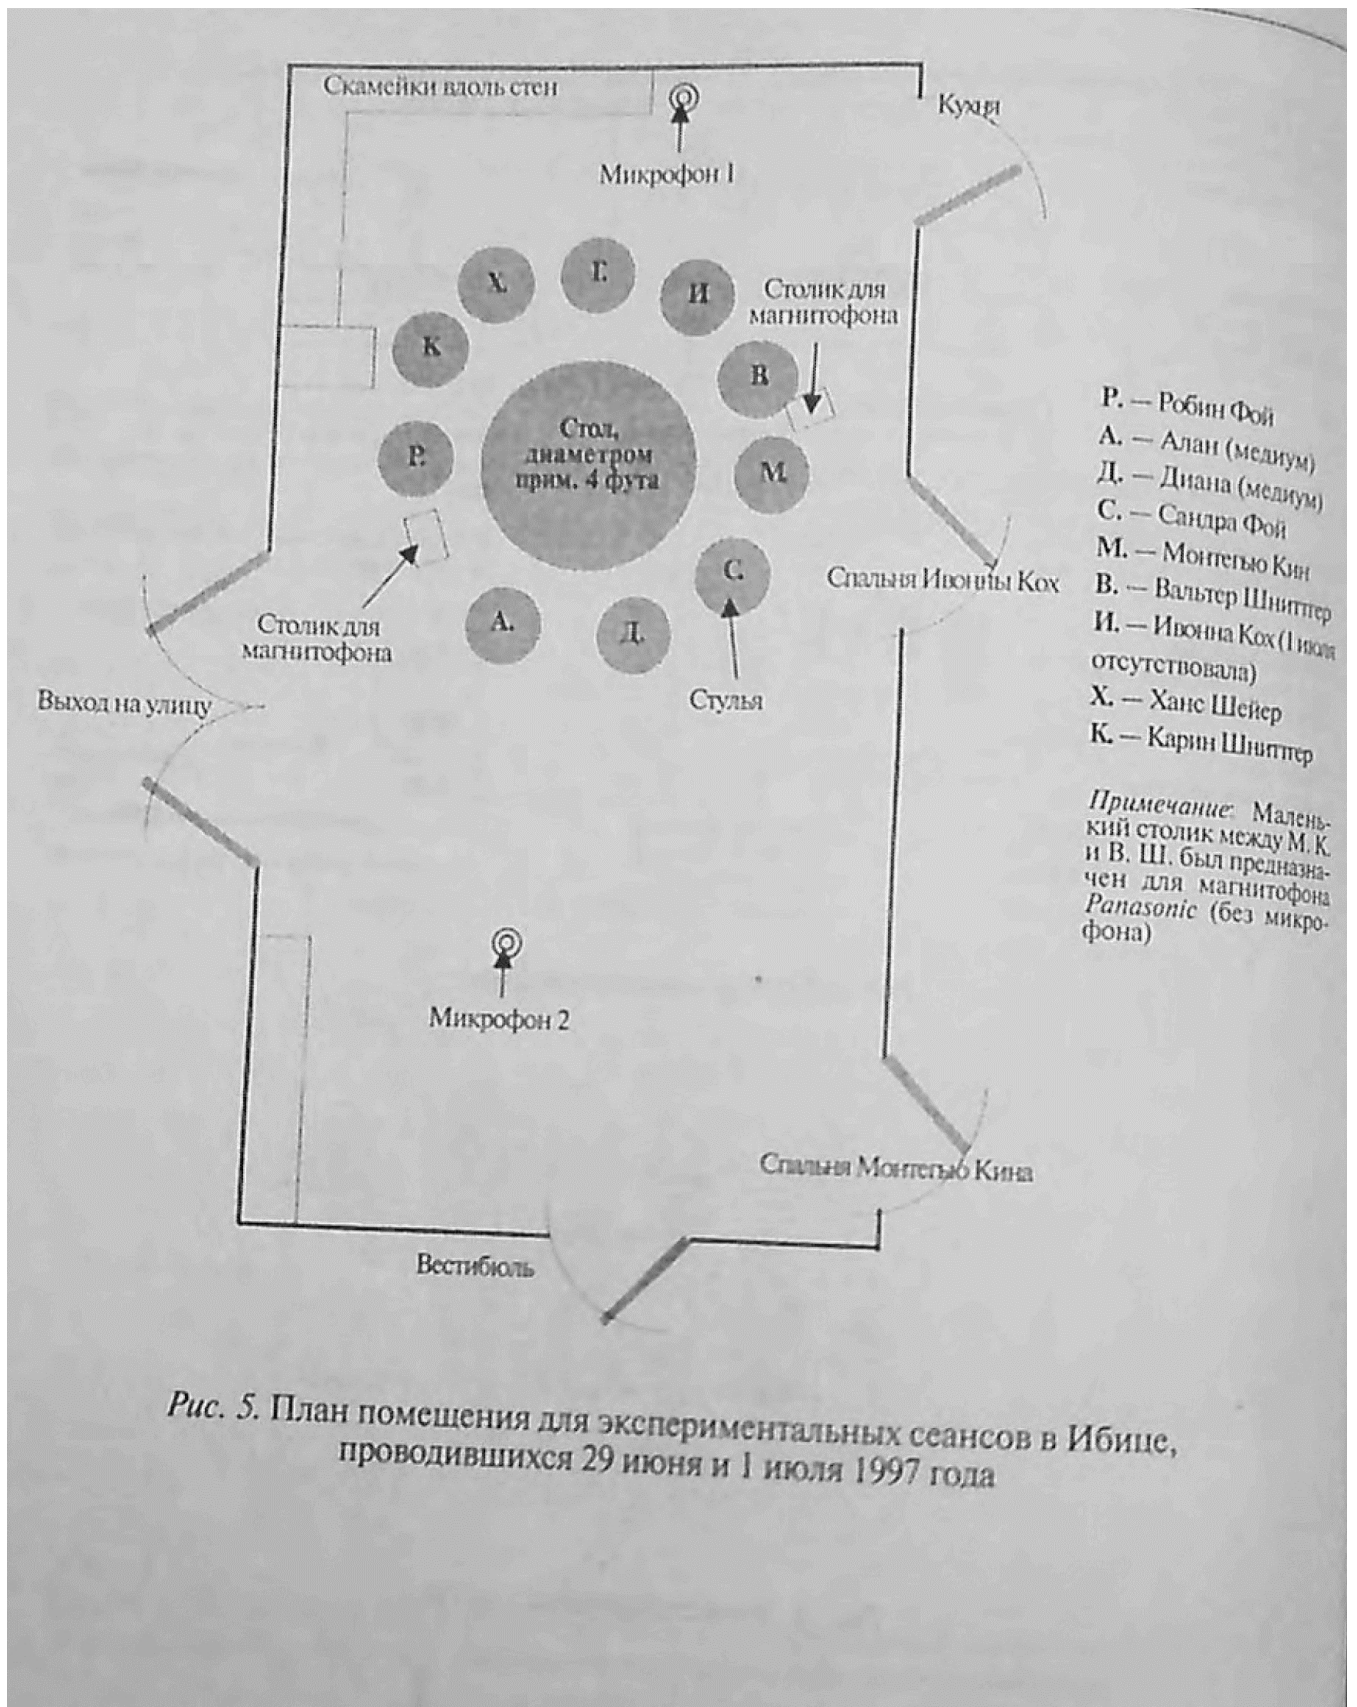 Скамейки вдоль стен
Кухня
Микрофон 1
Х.
Г.
И
Столик для
магнитофона
К
В.
Стол,
диаметром
прим. 4 фута
Р.
М.
С.
А.
Д.
Столик для
магнитофона
Спальня Ивонны Кох
Выход на улицу
Стулья
Микрофон 2
Спальня Монтегью Кина
Вестибюль
Р. — Робин Фой
А. — Алан (медиум)
Д. — Диана (медиум)
С. — Сандра Фой
М. — Монтегью Кин
В. — Вальтер Шниттер
И. — Ивонна Кох (1 июля
отсутствовала)
Х. — Ханс Шейер
К. — Карин Шниттер
Примечание: Малень-
кий столик между М. К.
и В. Ш. был предназна-
чен для магнитофона
Panasonic (без микро-
фона)
Рис. 5. План помещения для экспериментальных сеансов в Ибице,
проводившихся 29 июня и 1 июля 1997 года